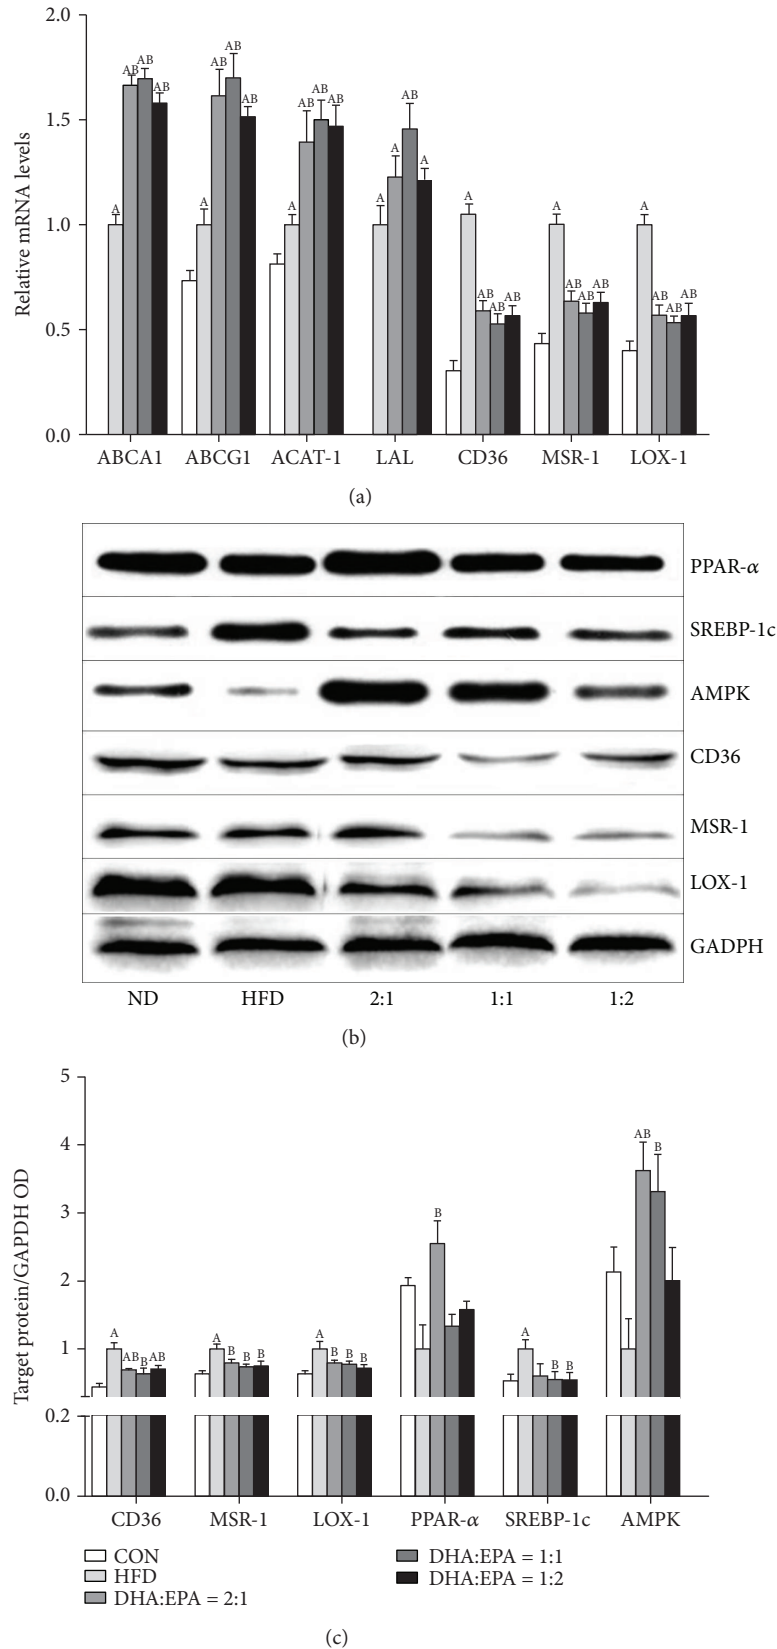 2.0
1.5
1.0
0.5
0.0
Relative mRNA levels
A AB AB AB
A AB AB AB
A AB AB AB
A A AB A
A AB AB AB
A AB AB AB
A AB AB AB
ABCA1 ABCG1 ACAT-1 LAL CD36 MSR-1 LOX-1
(a)
PPAR-α
SREBP-1c
AMPK
CD36
MSR-1
LOX-1
GADPH
ND HFD 2:1 1:1 1:2
(b)
5
4
3
2
1
0.2
0.0
Target protein/GAPDH OD
A AB B AB
A B B B
A B B B
B
A B B
AB B
CD36 MSR-1 LOX-1 PPAR-α SREBP-1c AMPK
CON
HFD
DHA:EPA = 2:1
DHA:EPA = 1:1
DHA:EPA = 1:2
(c)